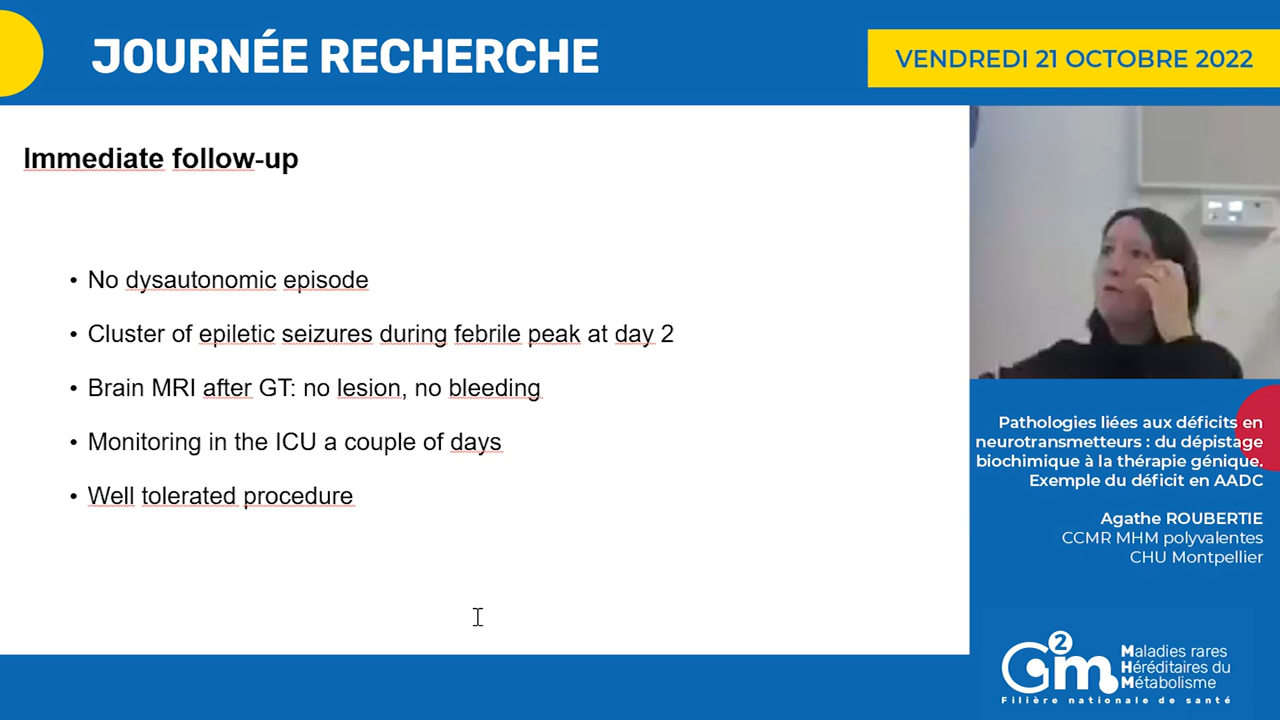 JOURNÉE RECHERCHE
VENDREDI 21 OCTOBRE 2022
Immediate follow-up
• No dysautonomic episode
• Cluster of epiletic seizures during febrile peak at day 2
• Brain MRI after GT: no lesion, no bleeding
• Monitoring in the ICU a couple of days
• Well tolerated procedure
Pathologies liées aux déficits en
neurotransmetteurs : du dépistage
biochimique à la thérapie génique.
Exemple du déficit en AADC
Agathe ROUBERTIE
CCMR MHM polyvalentes
CHU Montpellier
G2m
Maladies rares
Héréditaires du
Métabolisme
Filière nationale de santé